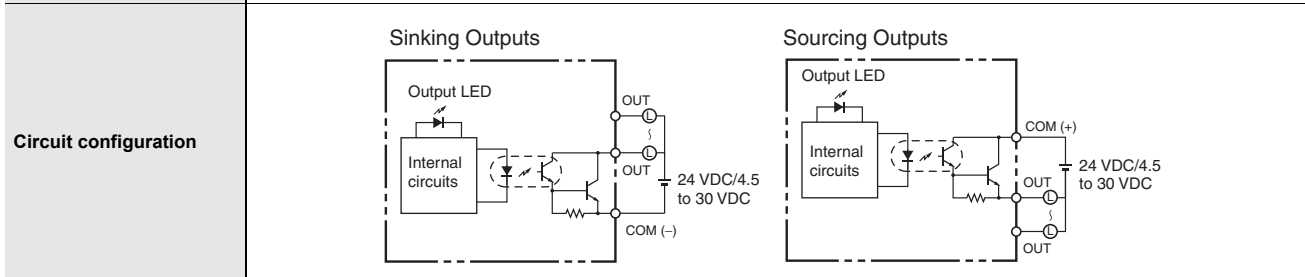 Circuit configuration
Sinking Outputs
Output LED
Internal
circuits
OUT
L
L
OUT
24 VDC/4.5
to 30 VDC
COM (–)
Sourcing Outputs
Output LED
Internal
circuits
COM (+)
24 VDC/4.5
to 30 VDC
OUT
L
L
OUT